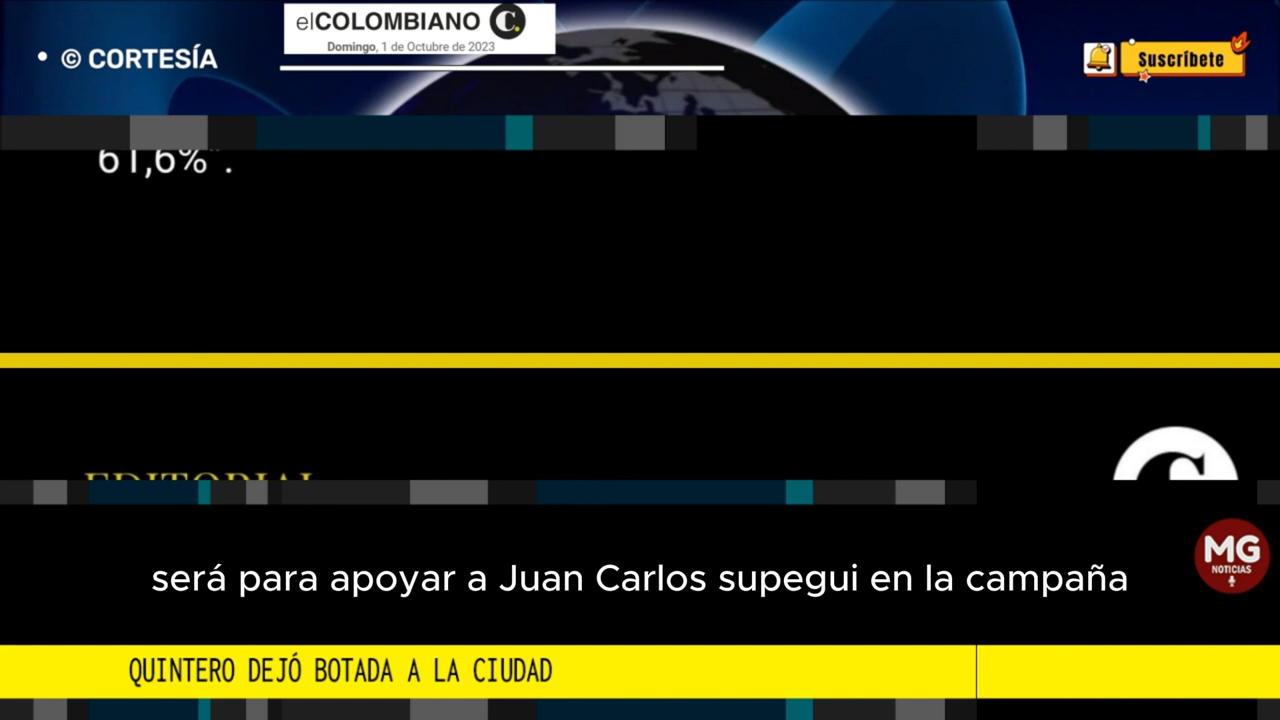 elCOLOMBIANO C.
Domingo, 1 de Octubre de 2023
• © CORTESÍA
Suscríbete
61,6%".
EDITORIAL
será para apoyar a Juan Carlos supegui en la campaña
MG
NOTICIAS
QUINTERO DEJÓ BOTADA A LA CIUDAD